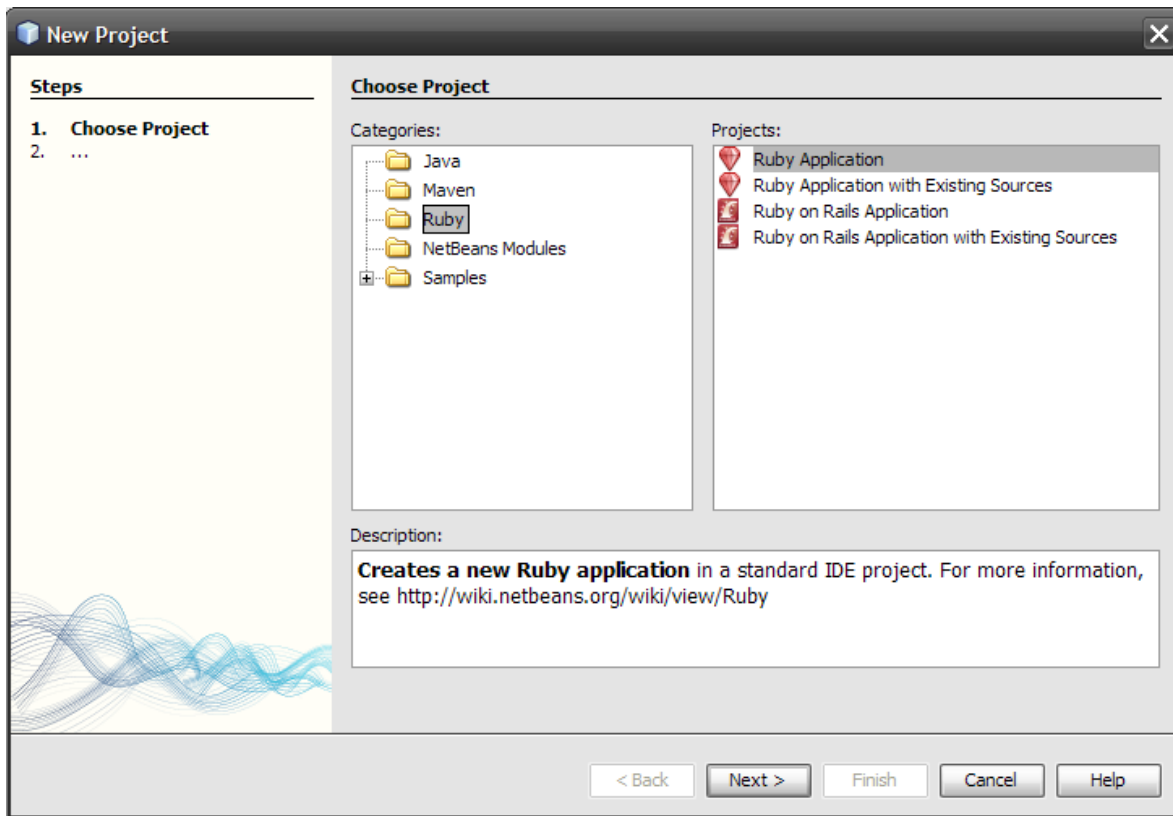 New Project
Steps
1. Choose Project
2. ...
Choose Project
Categories:
Java
Maven
Ruby
NetBeans Modules
Samples
Projects:
Ruby Application
Ruby Application with Existing Sources
Ruby on Rails Application
Ruby on Rails Application with Existing Sources
Description:
Creates a new Ruby application in a standard IDE project. For more information,
see http://wiki.netbeans.org/wiki/view/Ruby
< Back
Next >
Finish
Cancel
Help